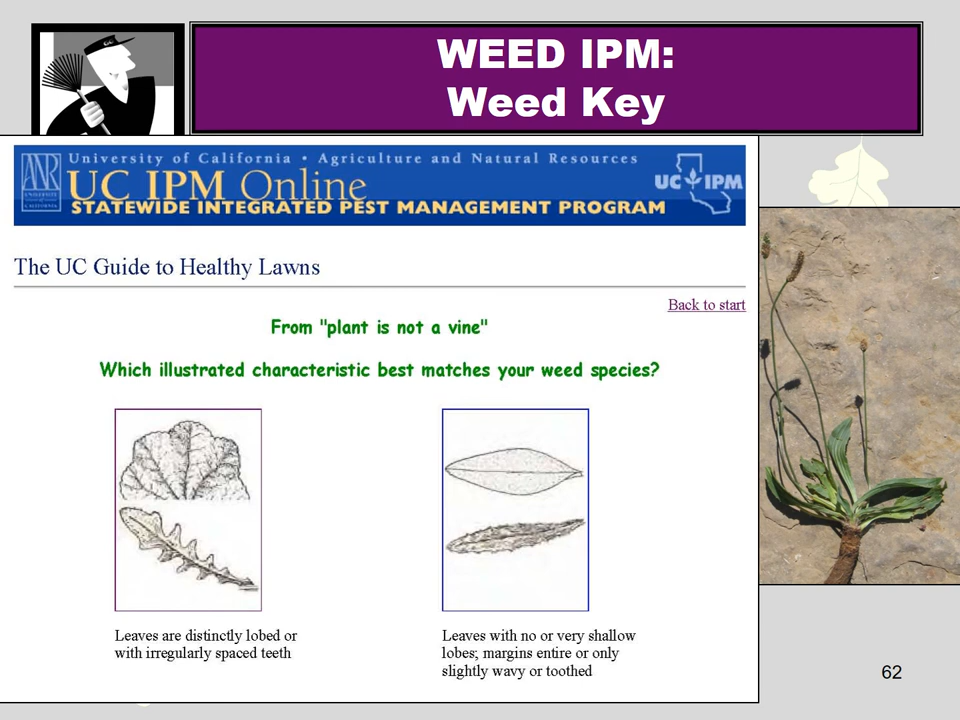 WEED IPM:
Weed Key
University of California • Agriculture and Natural Resources
ANR
UC IPM Online
STATEWIDE INTEGRATED PEST MANAGEMENT PROGRAM
UC IPM
The UC Guide to Healthy Lawns
Back to start
From "plant is not a vine"
Which illustrated characteristic best matches your weed species?
Leaves are distinctly lobed or
with irregularly spaced teeth
Leaves with no or very shallow
lobes; margins entire or only
slightly wavy or toothed
62